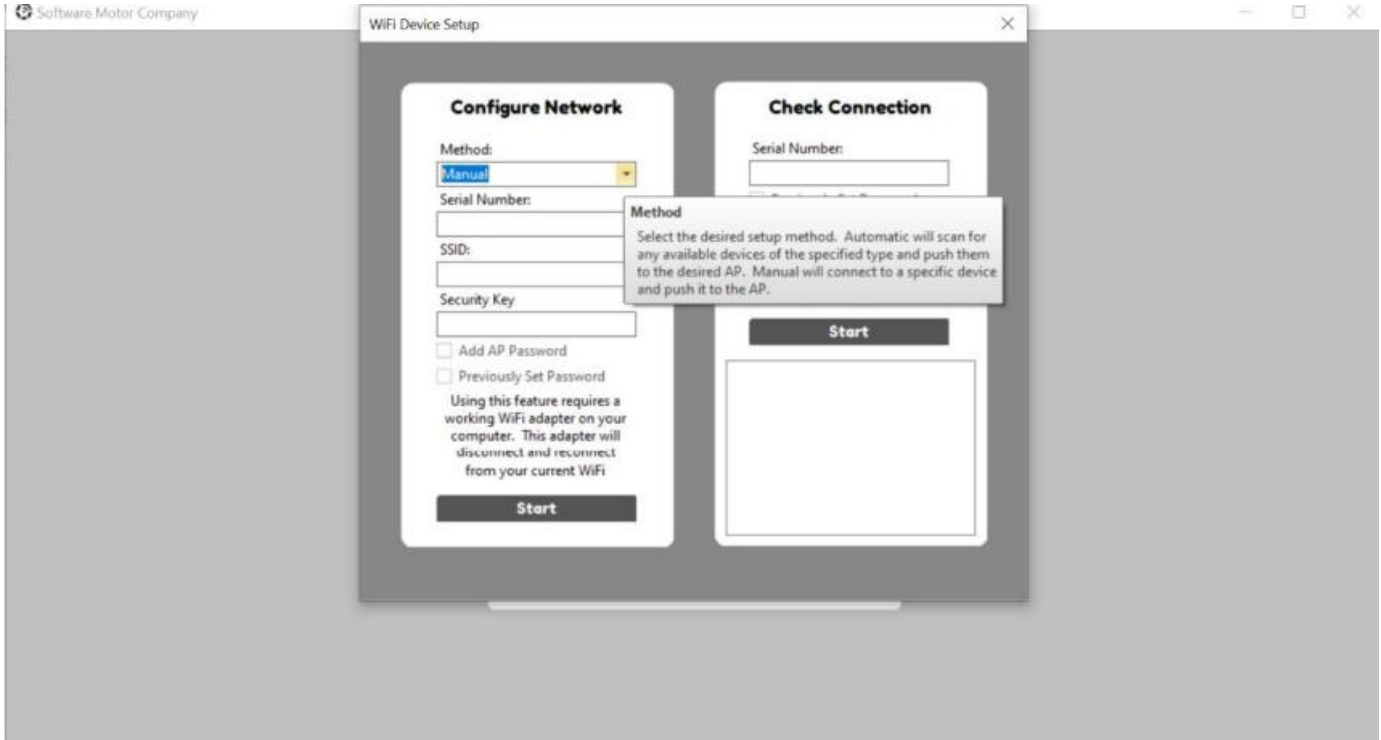 Software Motor Company
WiFi Device Setup
Configure Network
Method:
Manual
Serial Number:
SSID:
Security Key
Add AP Password
Previously Set Password
Using this feature requires a
working WiFi adapter on your
computer. This adapter will
disconnect and reconnect
from your current WiFi
Start
Check Connection
Serial Number:
Method
Select the desired setup method. Automatic will scan for
any available devices of the specified type and push them
to the desired AP. Manual will connect to a specific device
and push it to the AP.
Start